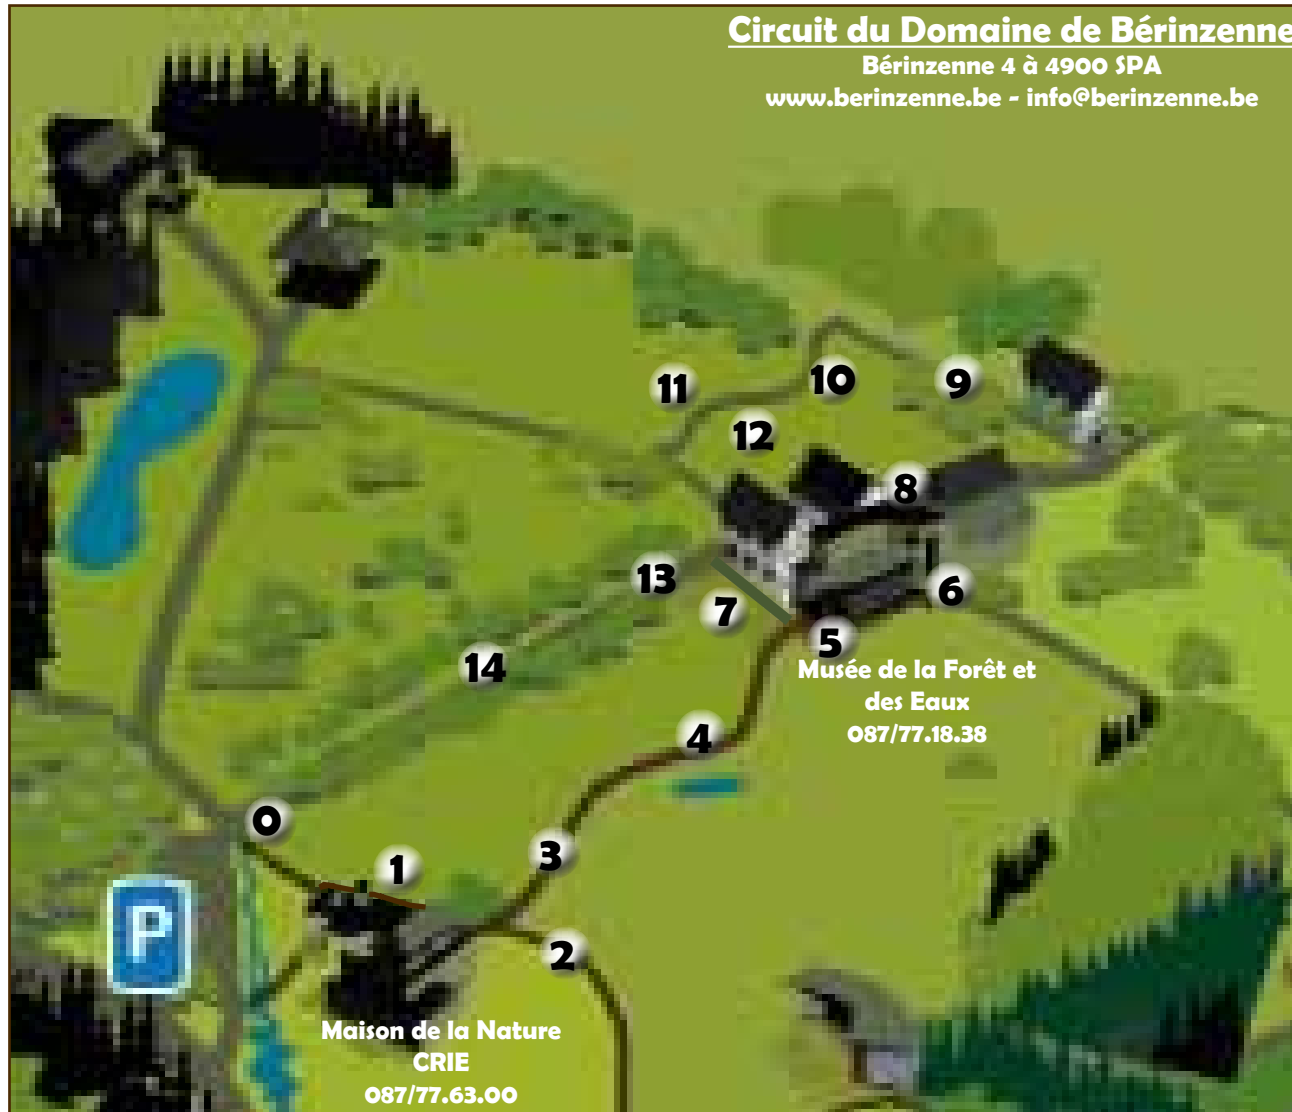 Circuit du Domaine de Bérinzenne
Bérinzenne 4 à 4900 SPA
www.berinzenne.be - info@berinzenne.be
11
10
9
12
8
13
7
6
5
14
Musée de la Forêt et
des Eaux
087/77.18.38
4
0
1
3
2
P
Maison de la Nature
CRIE
087/77.63.00